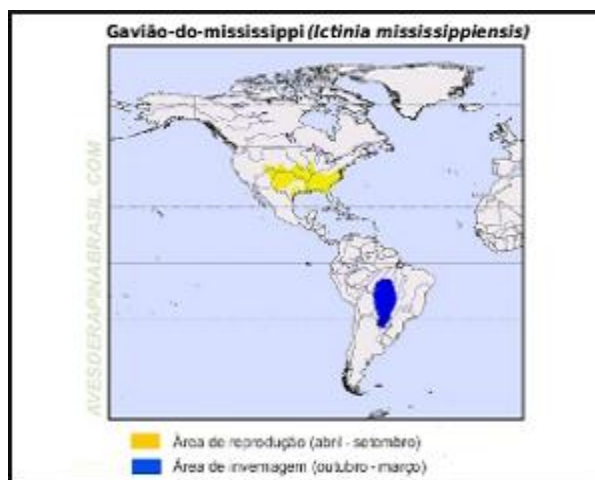 Gavião-do-mississippi (Ictinia mississippiensis)
AVESDERAPINABRASIL.COM
Área de reprodução (abril - setembro)
Área de invernagem (outubro - março)